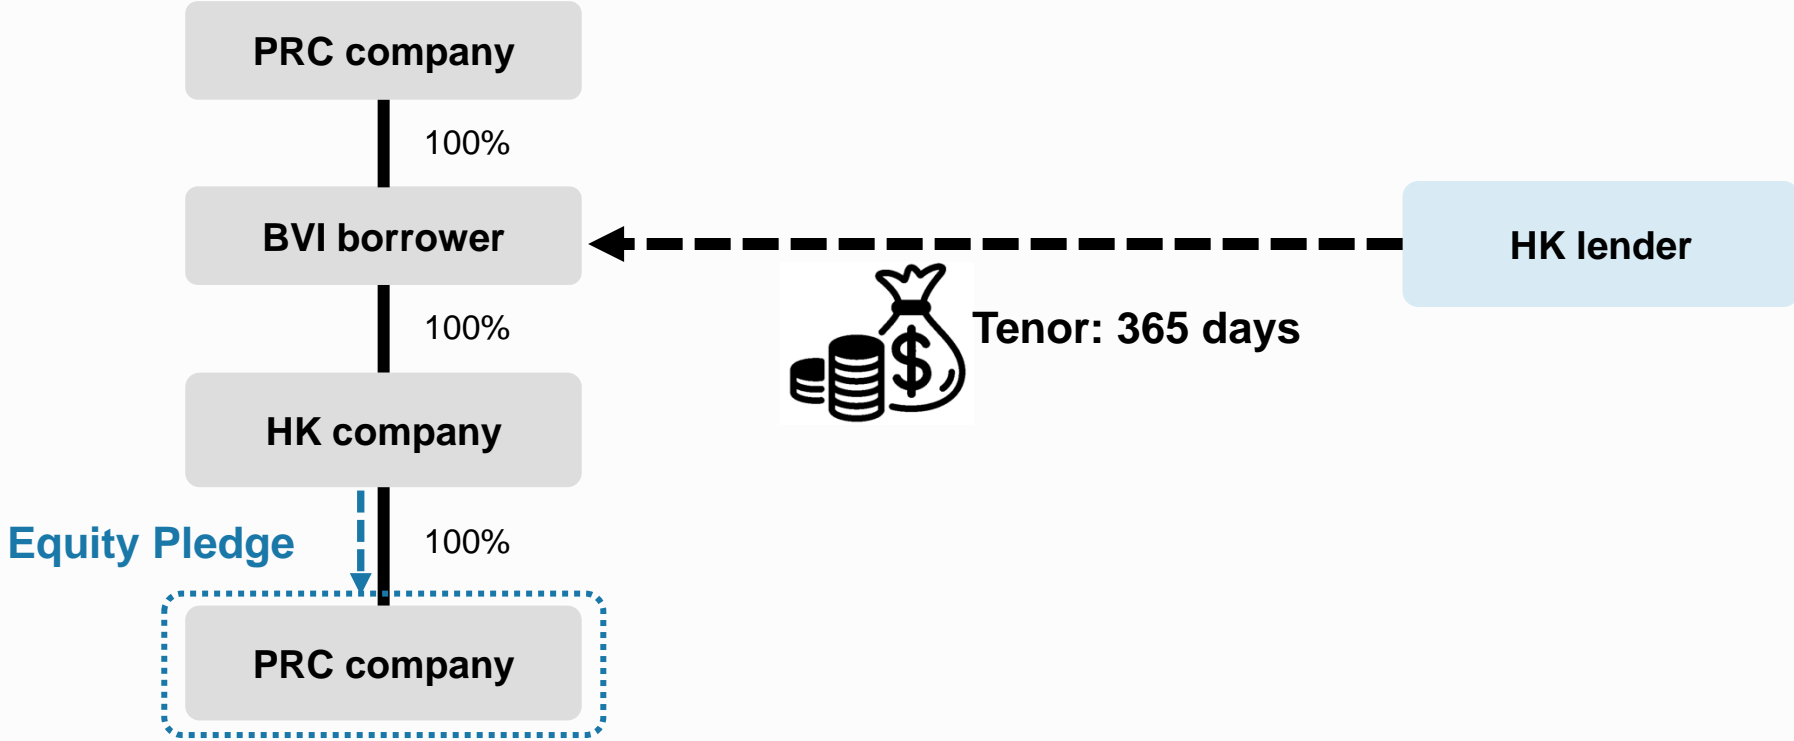 PRC company
100%
BVI borrower
HK lender
100%
$
Tenor: 365 days
HK company
Equity Pledge
100%
PRC company